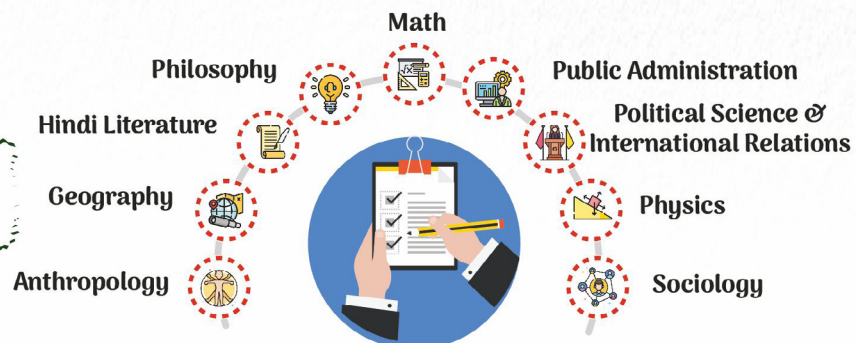 Math
Philosophy
Public Administration
Hindi Literature
Political Science &
International Relations
Geography
Physics
Anthropology
Sociology